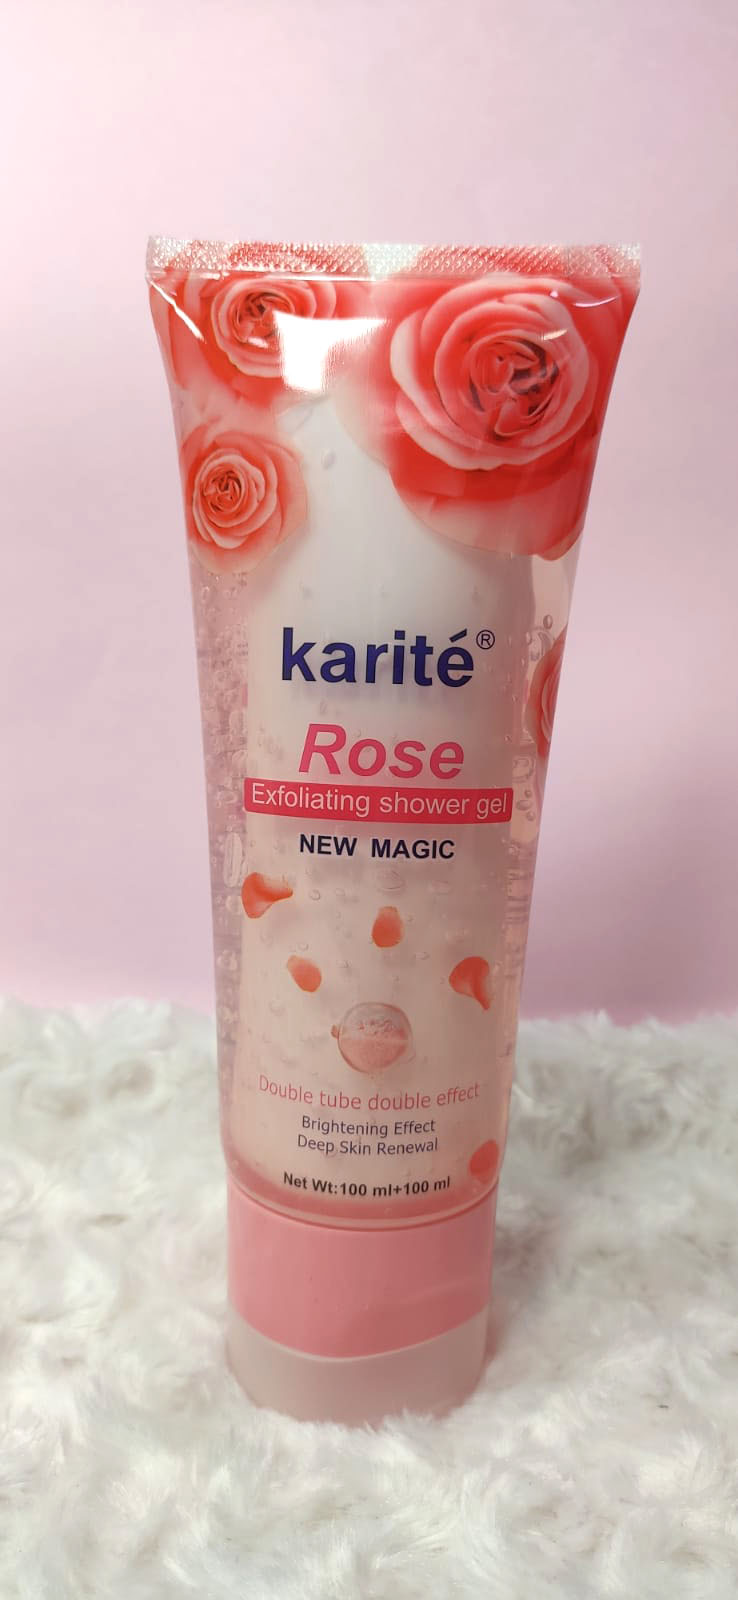 karité®
Rose
Exfoliating shower gel
NEW MAGIC
Double tube double effect
Brightening Effect
Deep Skin Renewal
Net Wt:100 ml+100 ml